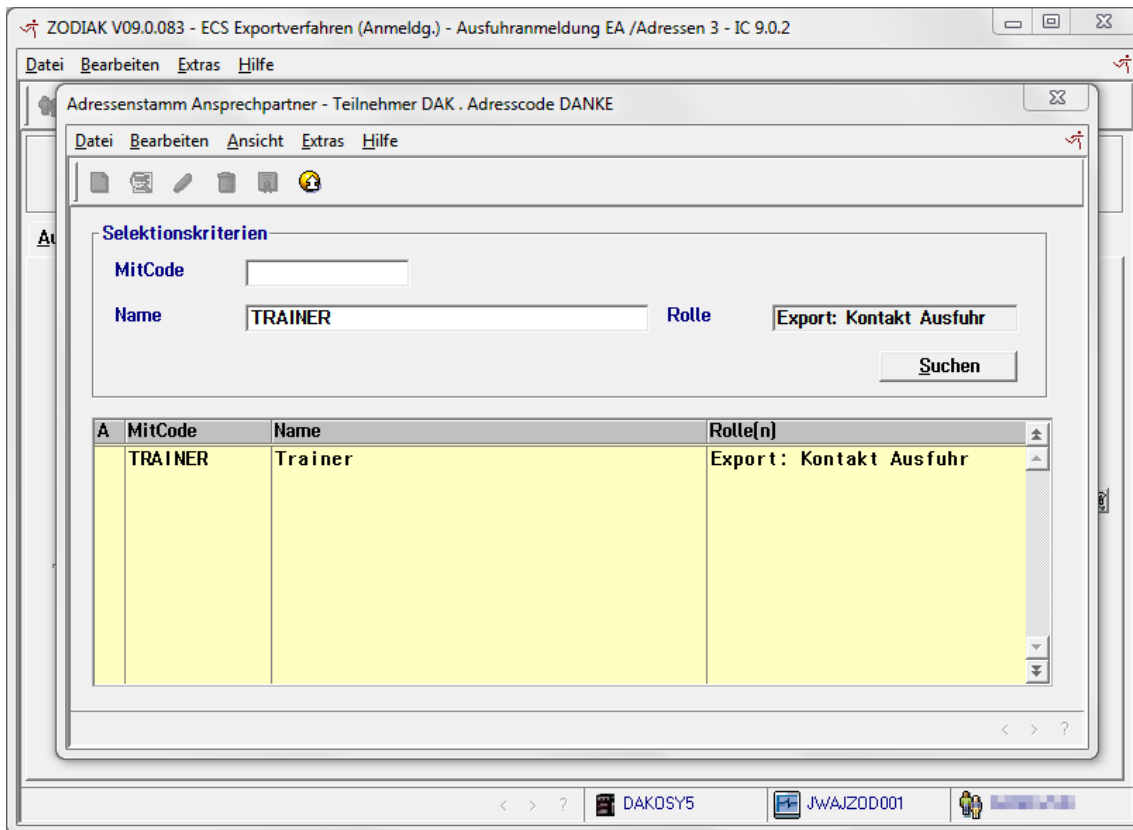 ZODIAK V09.0.083 - ECS Exportverfahren (Anmeldg.) - Ausfuhranmeldung EA /Adressen 3 - IC 9.0.2
Datei Bearbeiten Extras Hilfe
Adressenstamm Ansprechpartner - Teilnehmer DAK . Adresscode DANKE
Datei Bearbeiten Ansicht Extras Hilfe
Selektionskriterien
MitCode
Name TRAINER Rolle Export: Kontakt Ausfuhr
Suchen
A MitCode Name Rolle(n)
TRAINER Trainer Export: Kontakt Ausfuhr
< > ?
< > ? DAKOSY5 JWAJZOD001